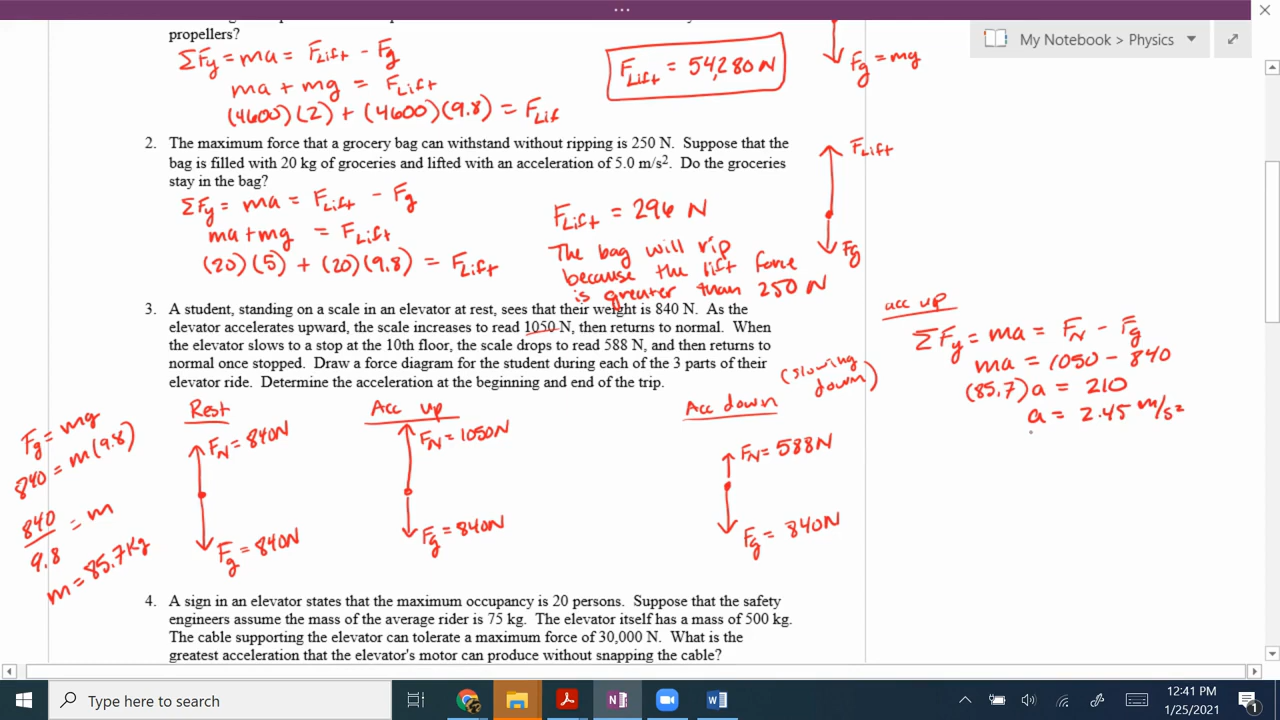 ...
My Notebook > Physics
propellers?
ΣFy = ma = FLift - Fg
ma + mg = FLift
(4600)(2) + (4600)(9.8) = FLif
FLift = 54,280 N
Fg = mg
2. The maximum force that a grocery bag can withstand without ripping is 250 N. Suppose that the
bag is filled with 20 kg of groceries and lifted with an acceleration of 5.0 m/s². Do the groceries
stay in the bag?
ΣFy = ma = FLift - Fg
ma + mg = FLift
(20)(5) + (20)(9.8) = FLift
FLift = 296 N
The bag will rip
because the lift force
is greater than 250 N
FLift
Fg
3. A student, standing on a scale in an elevator at rest, sees that their weight is 840 N. As the
elevator accelerates upward, the scale increases to read 1050 N, then returns to normal. When
the elevator slows to a stop at the 10th floor, the scale drops to read 588 N, and then returns to
normal once stopped. Draw a force diagram for the student during each of the 3 parts of their
elevator ride. Determine the acceleration at the beginning and end of the trip.
Fg = mg
840 = m(9.8)
840/9.8 = m
m = 85.7 kg
Rest
FN = 840N
Fg = 840N
Acc up
FN = 1050N
Fg = 840N
Acc down
(slowing
down)
FN = 588N
Fg = 840N
acc up
ΣFy = ma = FN - Fg
ma = 1050 - 840
(85.7)a = 210
a = 2.45 m/s²
4. A sign in an elevator states that the maximum occupancy is 20 persons. Suppose that the safety
engineers assume the mass of the average rider is 75 kg. The elevator itself has a mass of 500 kg.
The cable supporting the elevator can tolerate a maximum force of 30,000 N. What is the
greatest acceleration that the elevator's motor can produce without snapping the cable?
Type here to search
12:41 PM
1/25/2021
1